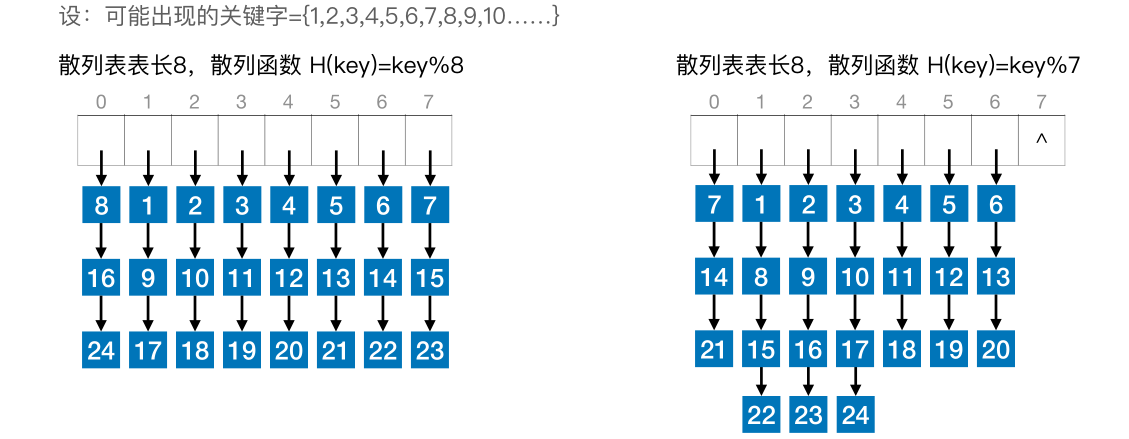 设：可能出现的关键字={1,2,3,4,5,6,7,8,9,10……}
散列表表长8，散列函数 H(key)=key%8
0 1 2 3 4 5 6 7
8 1 2 3 4 5 6 7
16 9 10 11 12 13 14 15
24 17 18 19 20 21 22 23
散列表表长8，散列函数 H(key)=key%7
0 1 2 3 4 5 6 7
^
7 1 2 3 4 5 6
14 8 9 10 11 12 13
21 15 16 17 18 19 20
22 23 24